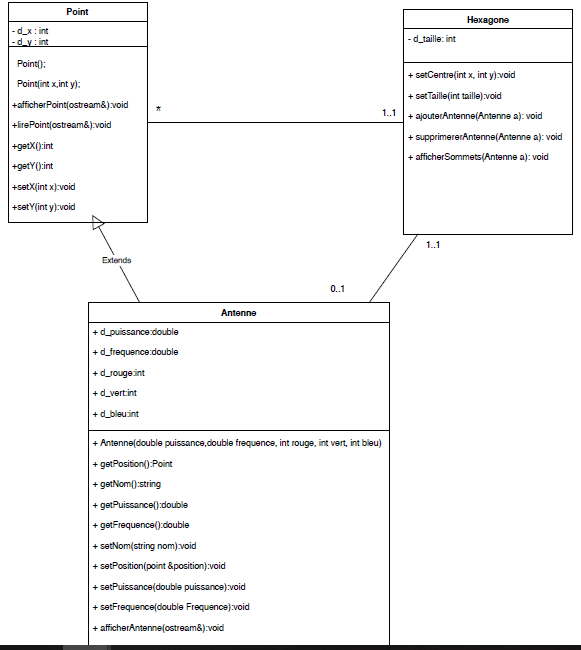 Point
- d_x : int
- d_y : int
Point();
Point(int x,int y);
+afficherPoint(ostream&):void
+lirePoint(ostream&):void
+getX():int
+getY():int
+setX(int x):void
+setY(int y):void
*
1..1
Hexagone
- d_taille: int
+ setCentre(int x, int y):void
+ setTaille(int taille):void
+ ajouterAntenne(Antenne a): void
+ supprimererAntenne(Antenne a): void
+ afficherSommets(Antenne a): void
1..1
Extends
0..1
Antenne
+ d_puissance:double
+ d_frequence:double
+ d_rouge:int
+ d_vert:int
+ d_bleu:int
+ Antenne(double puissance,double frequence, int rouge, int vert, int bleu)
+ getPosition():Point
+ getNom():string
+ getPuissance():double
+ getFrequence():double
+ setNom(string nom):void
+ setPosition(point &position):void
+ setPuissance(double puissance):void
+ setFrequence(double Frequence):void
+ afficherAntenne(ostream&):void